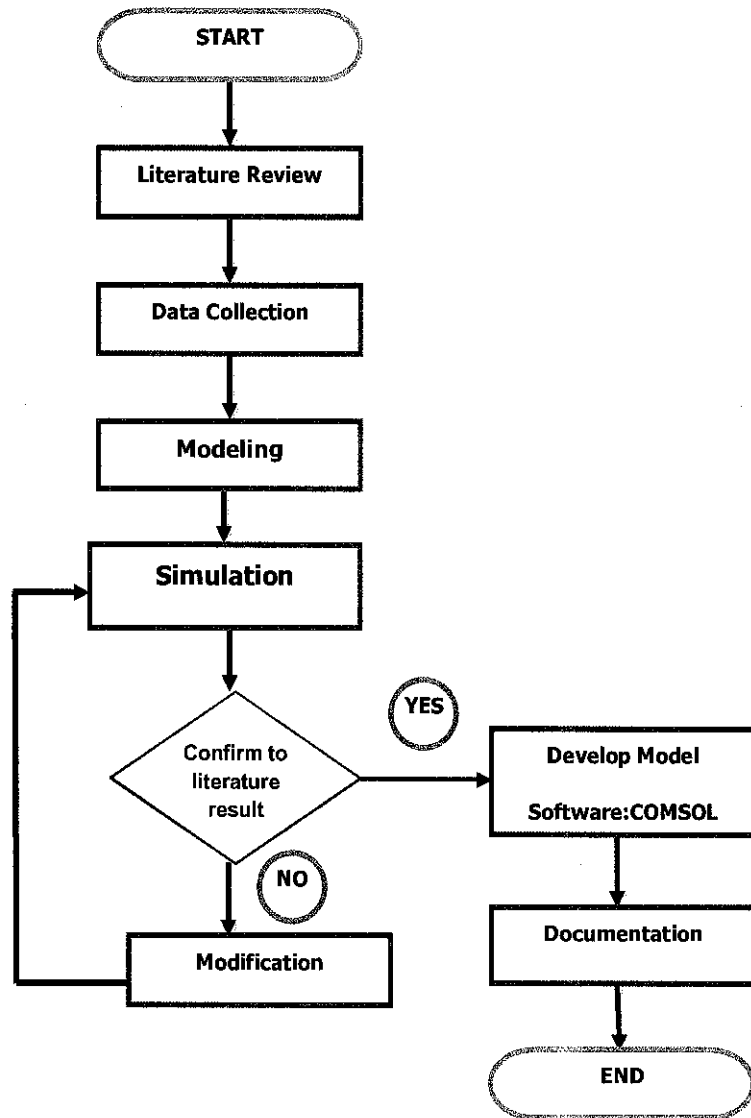 START
Literature Review
Data Collection
Modeling
Simulation
Confirm to
literature
result
YES
NO
Modification
Develop Model
Software:COMSOL
Documentation
END